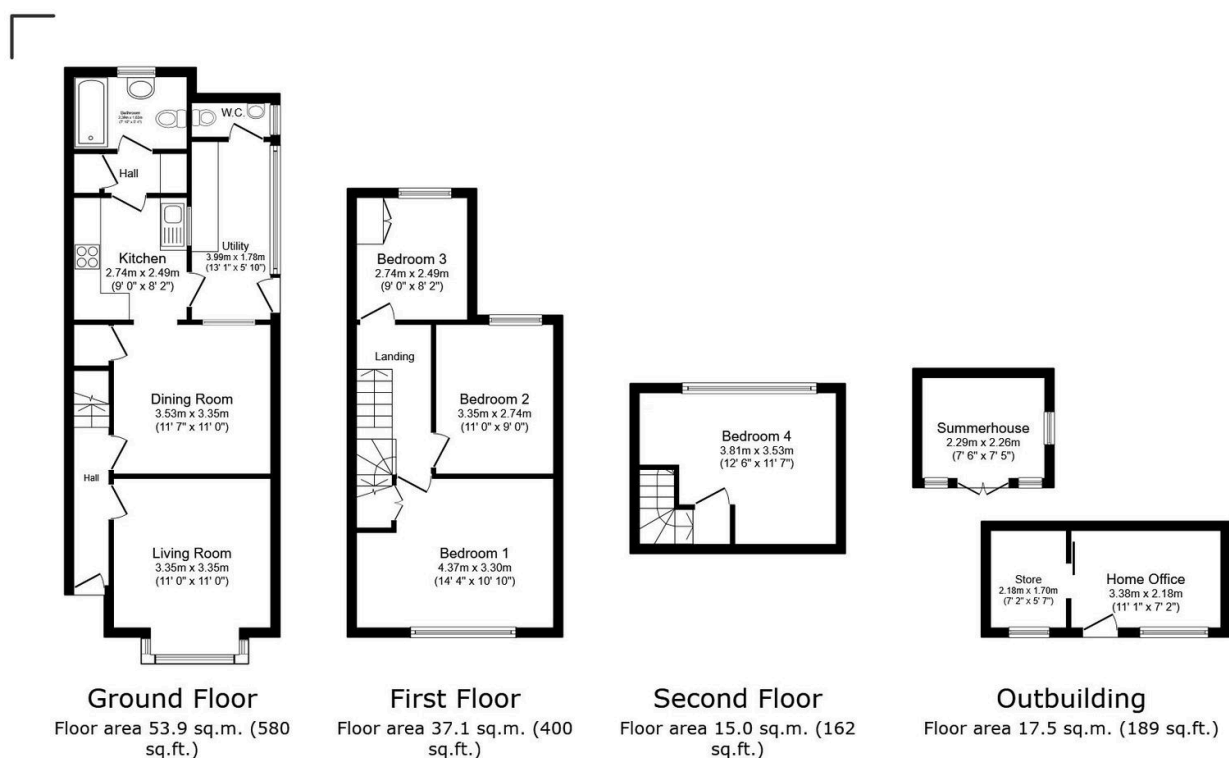 Bathroom
W.C.
Hall
Kitchen
2.74m x 2.49m
(9' 0" x 8' 2")
Utility
3.99m x 1.78m
(13' 1" x 5' 10")
Dining Room
3.53m x 3.35m
(11' 7" x 11' 0")
Hall
Living Room
3.35m x 3.35m
(11' 0" x 11' 0")
Ground Floor
Floor area 53.9 sq.m. (580
sq.ft.)
Bedroom 3
2.74m x 2.49m
(9' 0" x 8' 2")
Landing
Bedroom 2
3.35m x 2.74m
(11' 0" x 9' 0")
Bedroom 1
4.37m x 3.30m
(14' 4" x 10' 10")
First Floor
Floor area 37.1 sq.m. (400
sq.ft.)
Bedroom 4
3.81m x 3.53m
(12' 6" x 11' 7")
Second Floor
Floor area 15.0 sq.m. (162
sq.ft.)
Summerhouse
2.29m x 2.26m
(7' 6" x 7' 5")
Store
2.18m x 1.70m
(7' 2" x 5' 7")
Home Office
3.38m x 2.18m
(11' 1" x 7' 2")
Outbuilding
Floor area 17.5 sq.m. (189 sq.ft.)